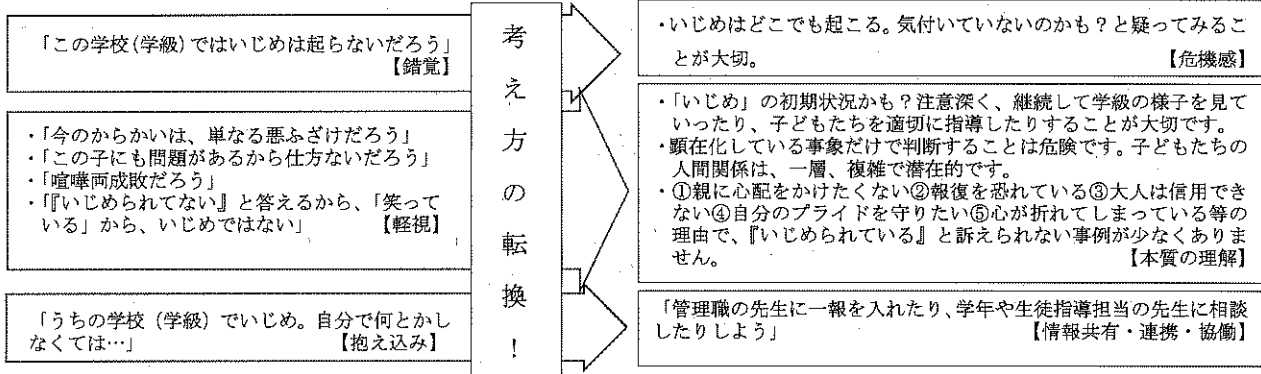 「この学校(学級)ではいじめは起らないだろう」
【錯覚】
・「今のからかいは、単なる悪ふざけだろう」
・「この子にも問題があるから仕方ないだろう」
・「喧嘩両成敗だろう」
・「『いじめられてない』と答えるから、「笑って
いる」から、いじめではない」 【軽視】
「うちの学校(学級)でいじめ。自分で何とかし
なくては…」 【抱え込み】
考
え
方
の
転
換
！
・いじめはどこでも起こる。気付いていないのかも？と疑ってみるこ
とが大切。 【危機感】
・「いじめ」の初期状況かも？注意深く、継続して学級の様子を見て
いったり、子どもたちを適切に指導したりすることが大切です。
・顕在化している事象だけで判断することは危険です。子どもたちの
人間関係は、一層、複雑で潜在的です。
・①親に心配をかけたくない②報復を恐れている③大人は信用でき
ない④自分のプライドを守りたい⑤心が折れてしまっている等の
理由で、『いじめられている』と訴えられない事例が少なくありま
せん。 【本質の理解】
「管理職の先生に一報を入れたり、学年や生徒指導担当の先生に相談
したりしよう」 【情報共有・連携・協働】